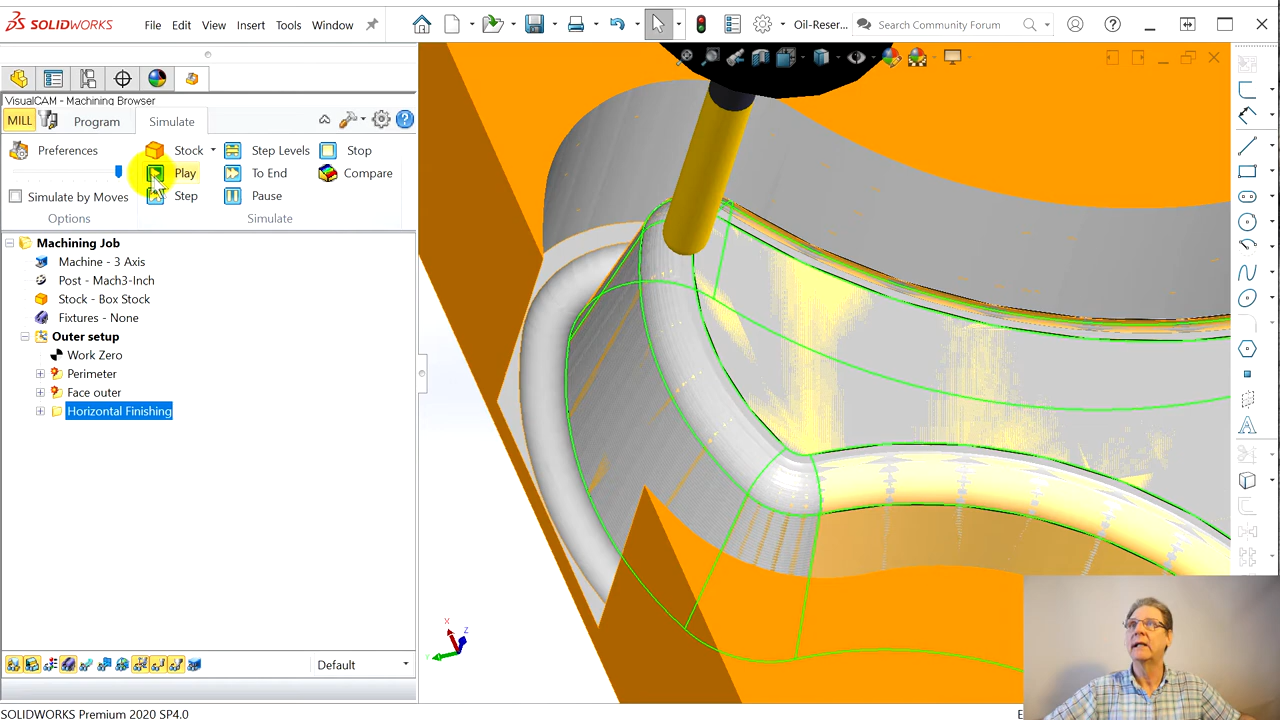 SOLIDWORKS File Edit View Insert Tools Window Oil-Reser... Search Community Forum
VisualCAM - Machining Browser
MILL Program Simulate
Preferences Stock Step Levels Stop
Play To End Compare
Simulate by Moves Step Pause
Options Simulate
Machining Job
Machine - 3 Axis
Post - Mach3-Inch
Stock - Box Stock
Fixtures - None
Outer setup
Work Zero
Perimeter
Face outer
Horizontal Finishing
X
Z
Y
Default
SOLIDWORKS Premium 2020 SP4.0